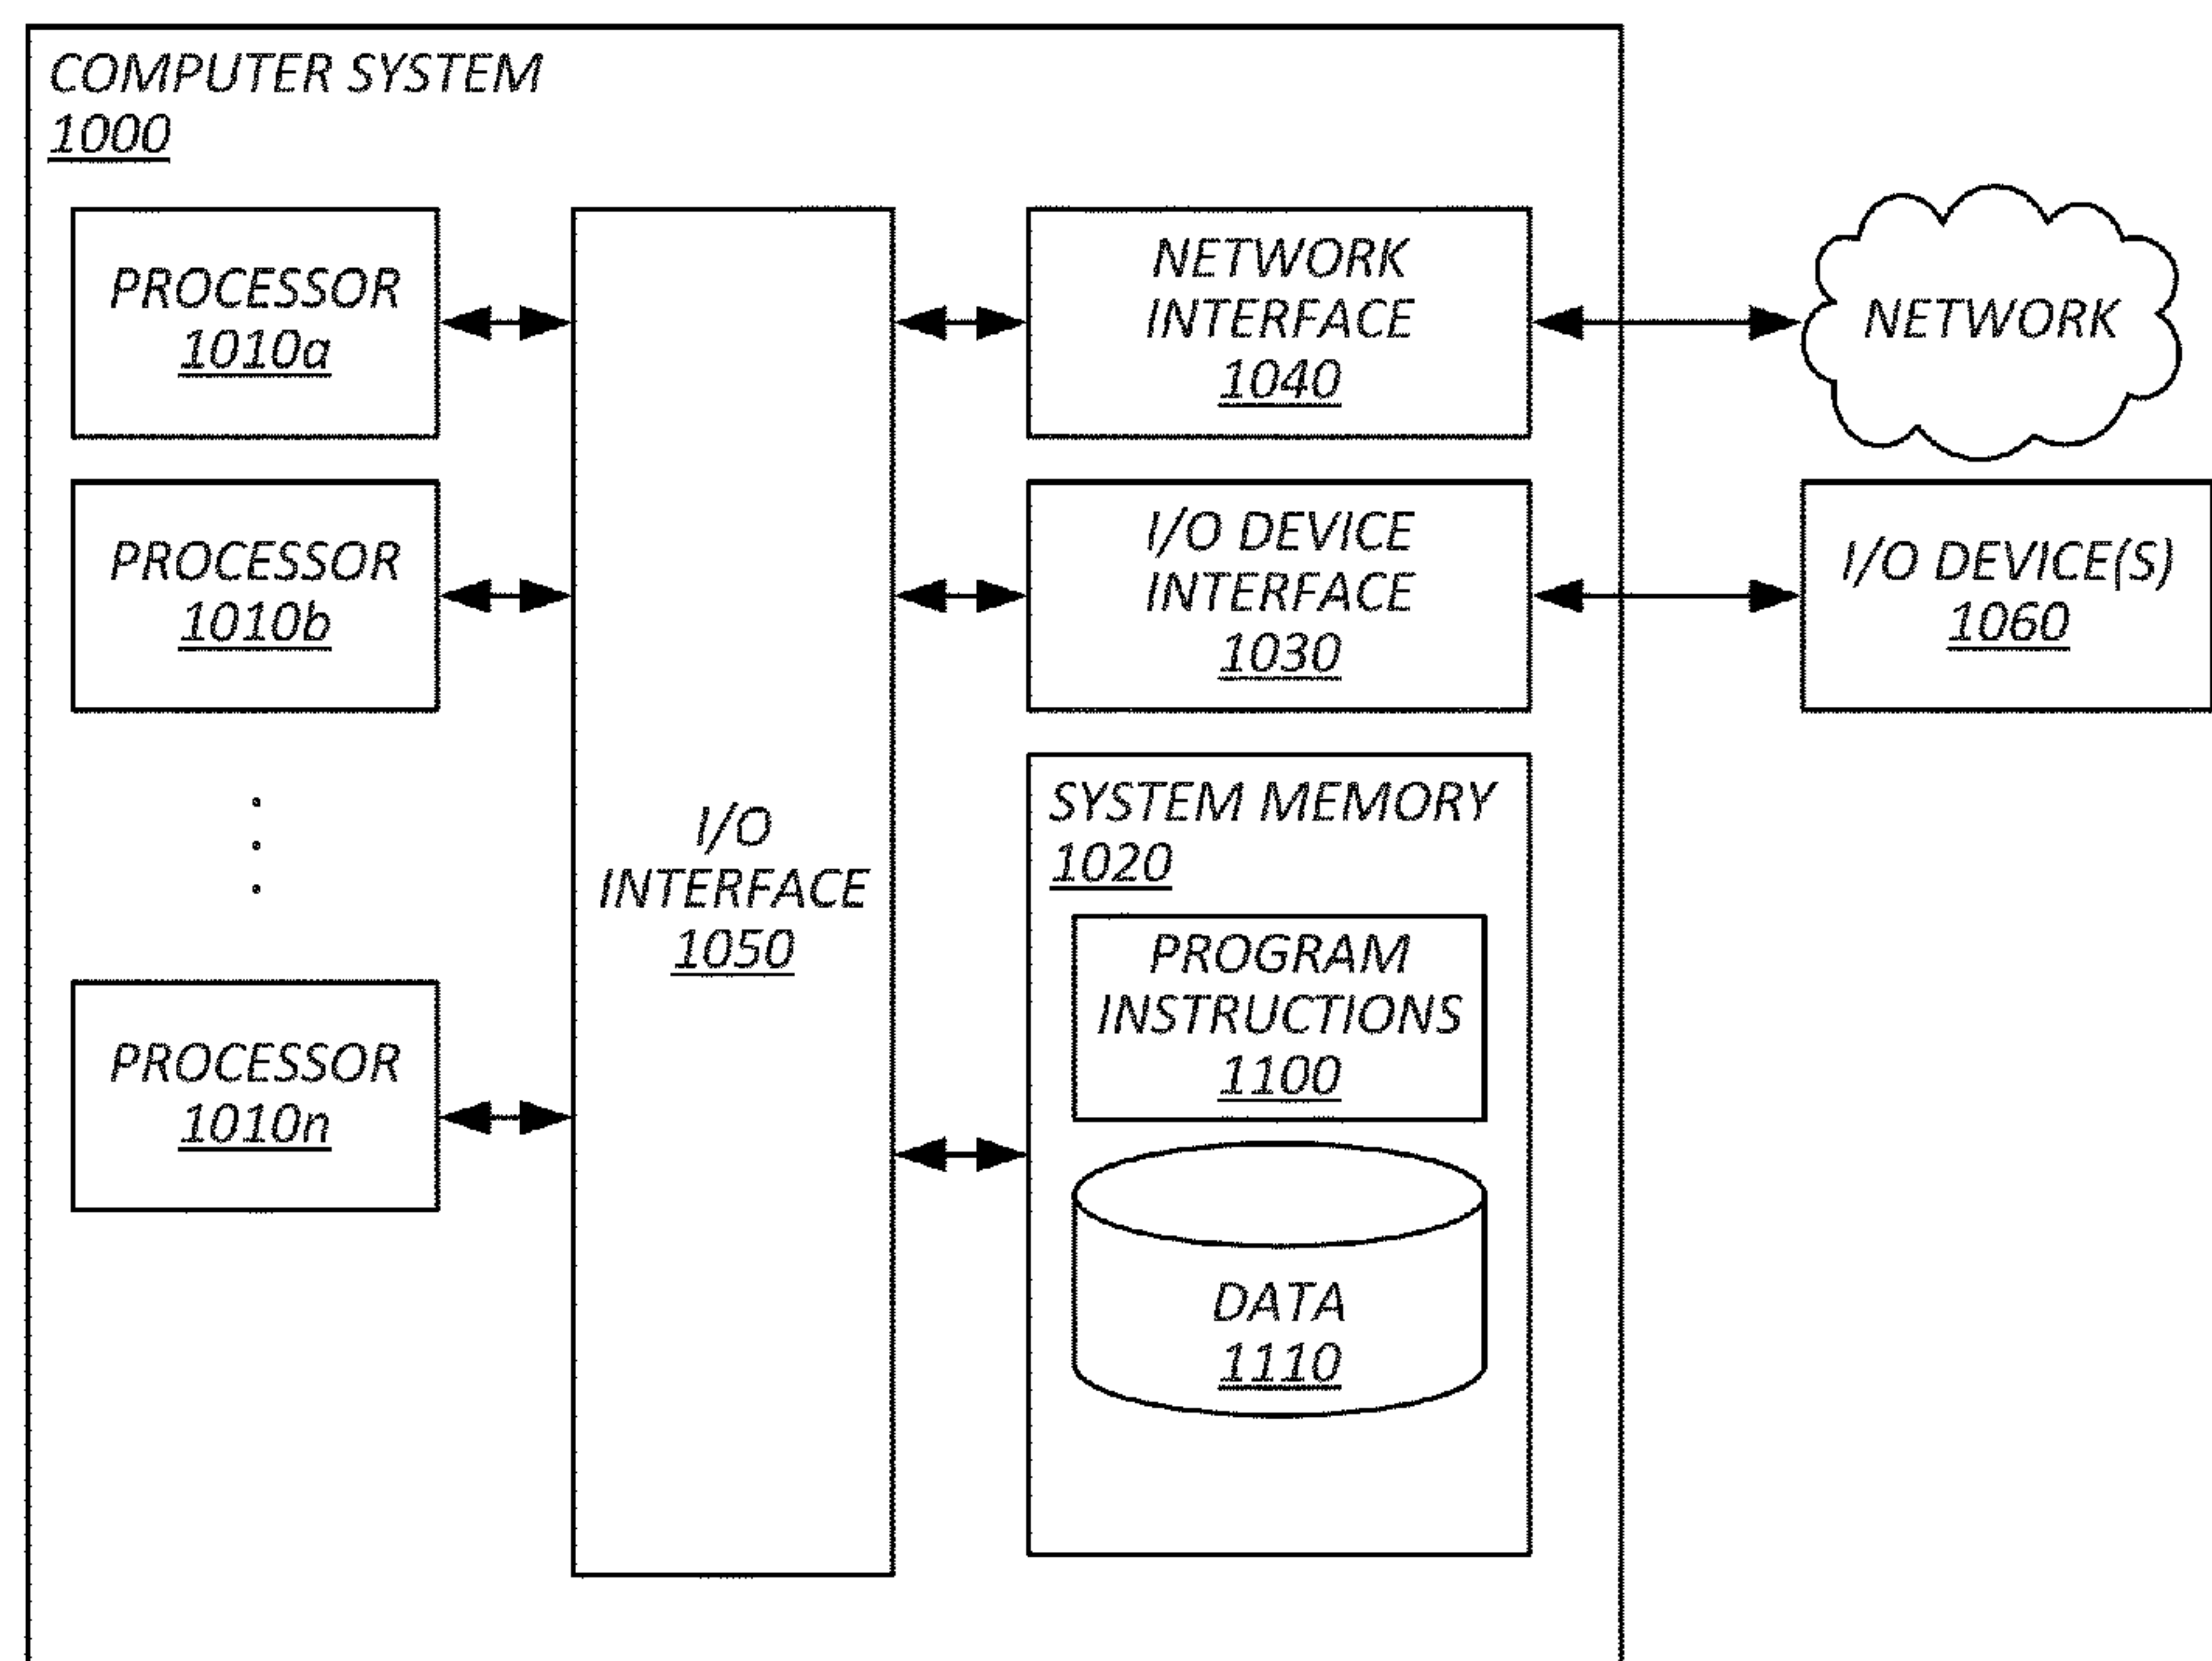 COMPUTER SYSTEM
1000
PROCESSOR
1010a
PROCESSOR
1010b
PROCESSOR
1010n
I/O
INTERFACE
1050
NETWORK
INTERFACE
1040
I/O DEVICE
INTERFACE
1030
SYSTEM MEMORY
1020
PROGRAM
INSTRUCTIONS
1100
DATA
1110
NETWORK
I/O DEVICE(S)
1060